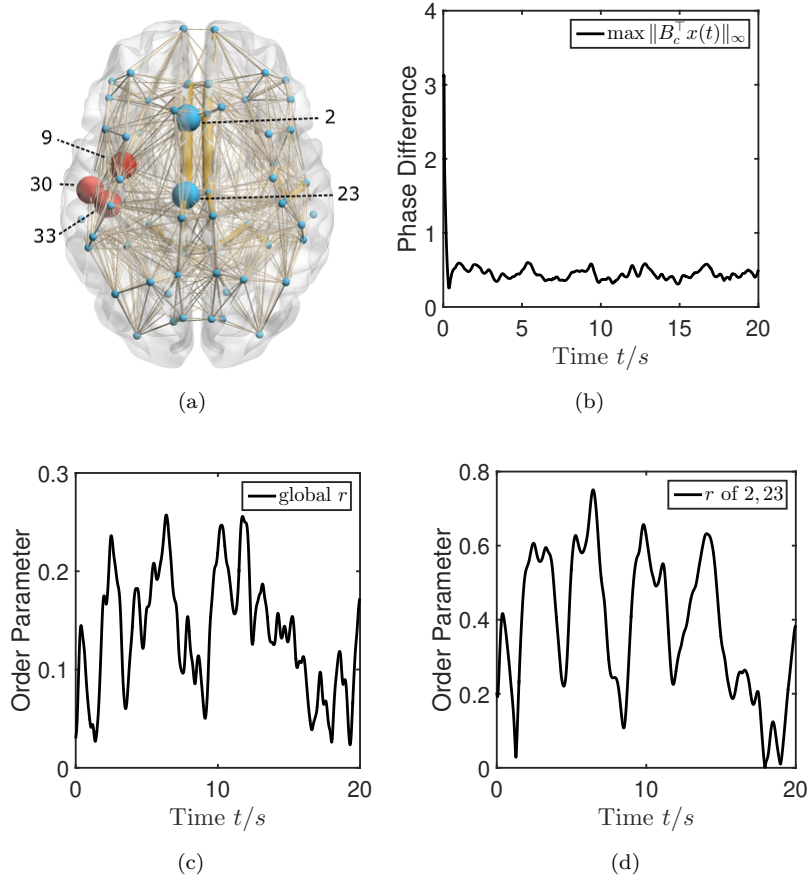 2
9
30
23
33
(a)
4
3
2
1
0
Phase Difference
max ‖B_c^⊤ x(t)‖_∞
0 5 10 15 20
Time t/s
(b)
0.3
0.2
0.1
0
Order Parameter
global r
0 10 20
Time t/s
(c)
0.8
0.6
0.4
0.2
0
Order Parameter
r of 2, 23
0 10 20
Time t/s
(d)